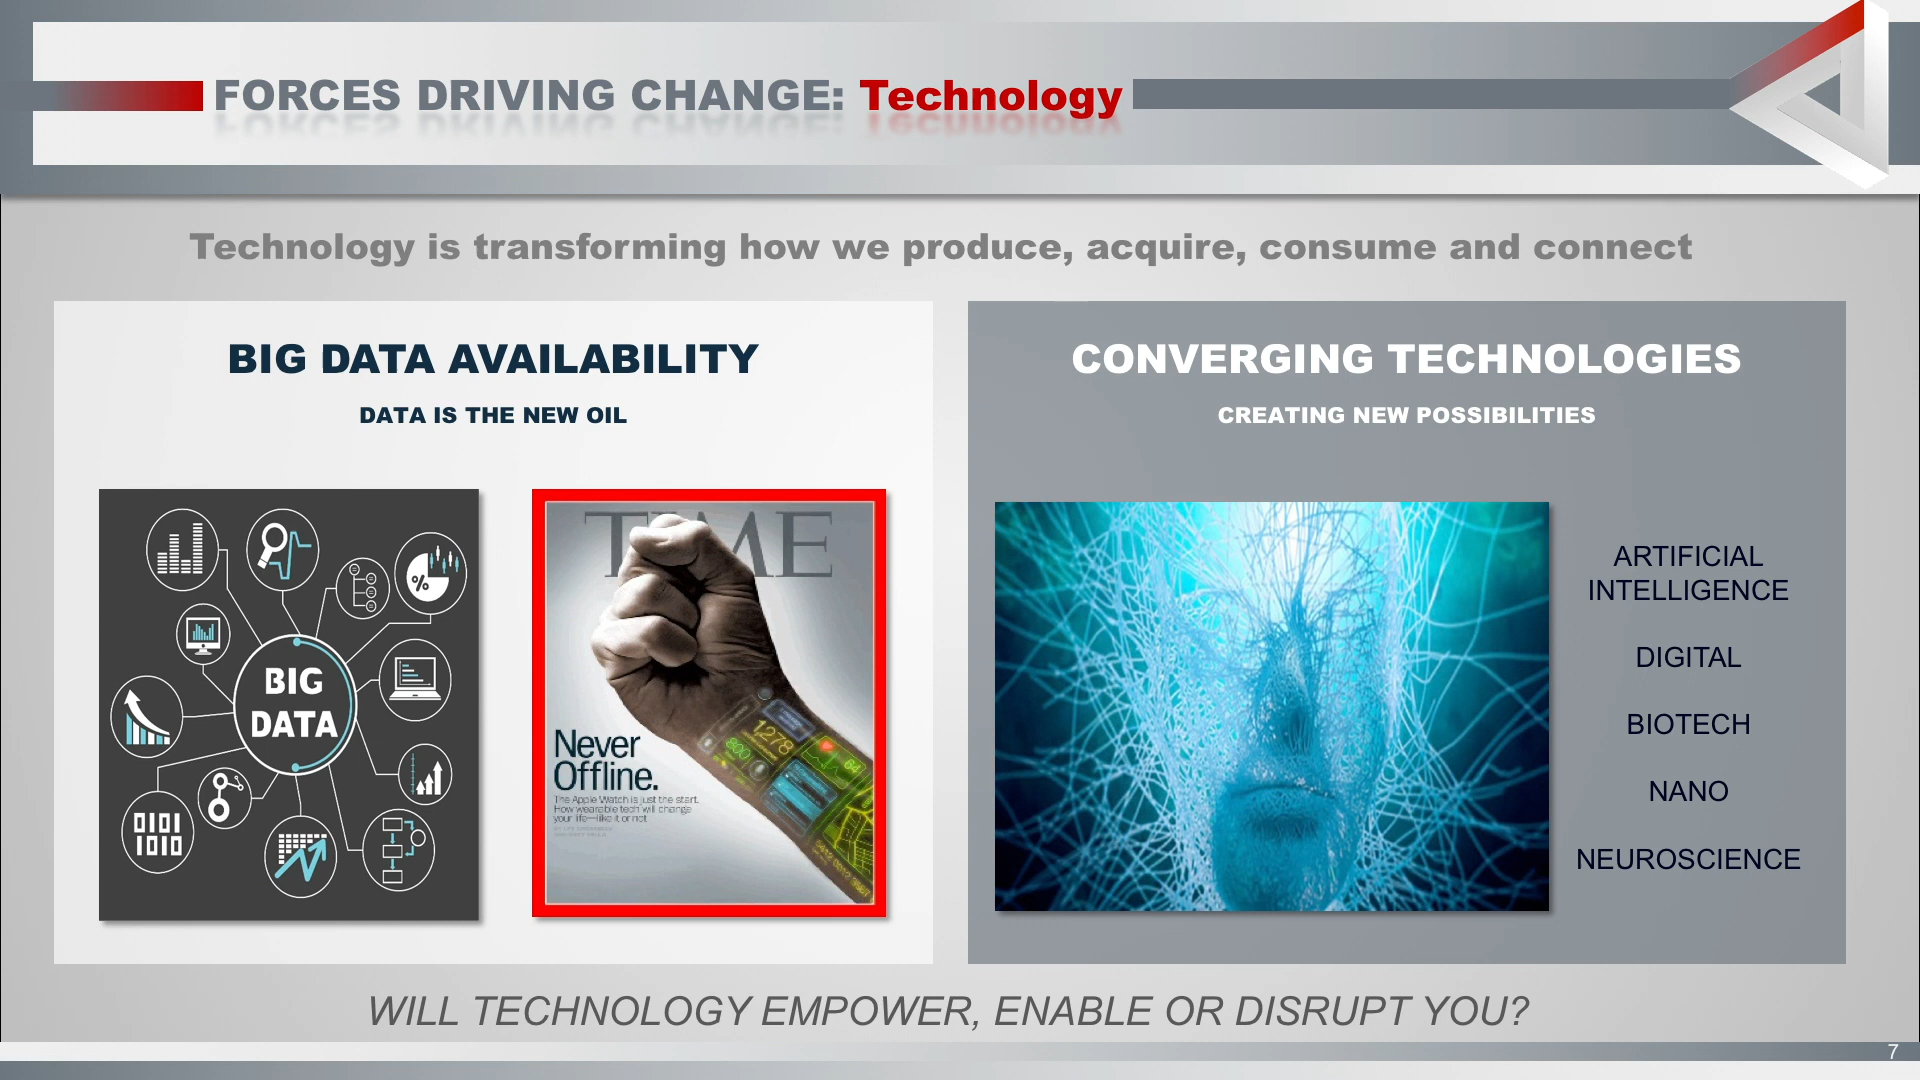 FORCES DRIVING CHANGE: Technology
Technology is transforming how we produce, acquire, consume and connect
BIG DATA AVAILABILITY
DATA IS THE NEW OIL
%
BIG
DATA
0101
1010
TIME
Never
Offline.
The Apple Watch is just the start.
How wearable tech will change
your life—like it or not
1278
800
64
CONVERGING TECHNOLOGIES
CREATING NEW POSSIBILITIES
ARTIFICIAL
INTELLIGENCE
DIGITAL
BIOTECH
NANO
NEUROSCIENCE
WILL TECHNOLOGY EMPOWER, ENABLE OR DISRUPT YOU?
7